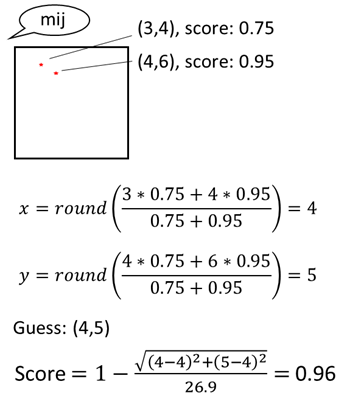 mij
(3,4), score: 0.75
(4,6), score: 0.95
x = round((3 * 0.75 + 4 * 0.95)/(0.75 + 0.95)) = 4
y = round((4 * 0.75 + 6 * 0.95)/(0.75 + 0.95)) = 5
Guess: (4,5)
Score = 1 − √((4−4)²+(5−4)²)/26.9 = 0.96